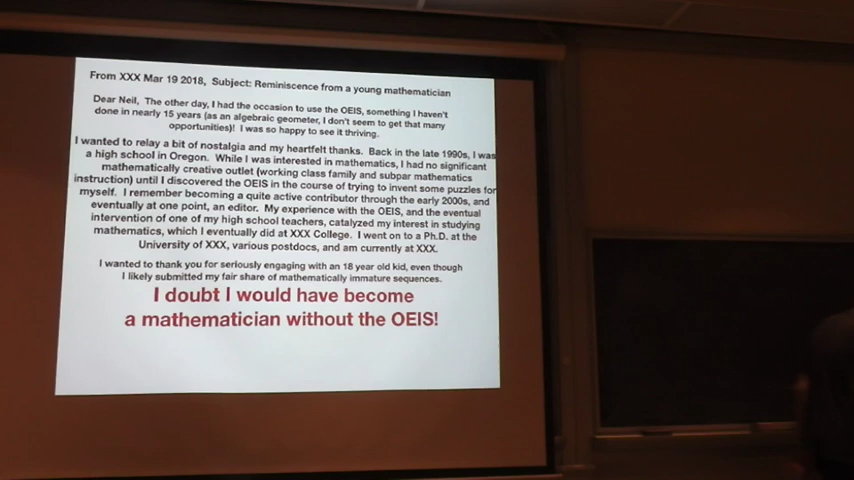 From XXX Mar 19 2018, Subject: Reminiscence from a young mathematician
Dear Neil, The other day, I had the occasion to use the OEIS, something I haven't
done in nearly 15 years (as an algebraic geometer, I don't seem to get that many
opportunities)! I was so happy to see it thriving.
I wanted to relay a bit of nostalgia and my heartfelt thanks. Back in the late 1990s, I was
a high school in Oregon. While I was interested in mathematics, I had no significant
mathematically creative outlet (working class family and subpar mathematics
instruction) until I discovered the OEIS in the course of trying to invent some puzzles for
myself. I remember becoming a quite active contributor through the early 2000s, and
eventually at one point, an editor. My experience with the OEIS, and the eventual
intervention of one of my high school teachers, catalyzed my interest in studying
mathematics, which I eventually did at XXX College. I went on to a Ph.D. at the
University of XXX, various postdocs, and am currently at XXX.
I wanted to thank you for seriously engaging with an 18 year old kid, even though
I likely submitted my fair share of mathematically immature sequences.
I doubt I would have become
a mathematician without the OEIS!